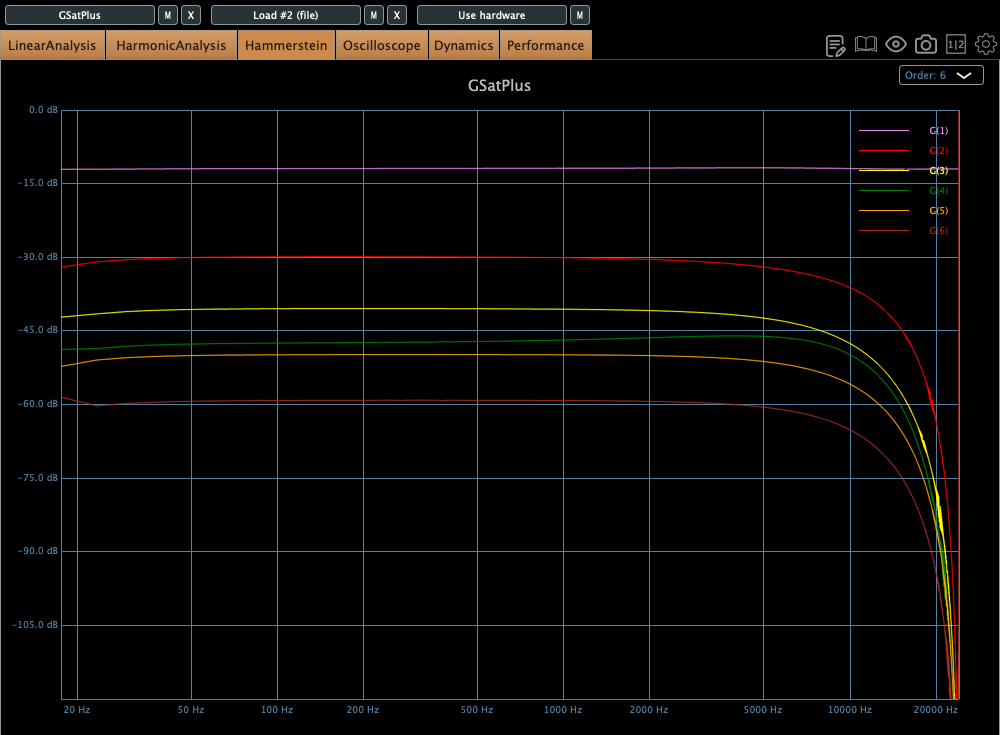 GSatPlus M X Load #2 (file) M X Use hardware M
LinearAnalysis HarmonicAnalysis Hammerstein Oscilloscope Dynamics Performance
1|2
Order: 6
GSatPlus
0.0 dB
G(1)
G(2)
G(3)
-15.0 dB
G(4)
G(5)
G(6)
-30.0 dB
-45.0 dB
-60.0 dB
-75.0 dB
-90.0 dB
-105.0 dB
20 Hz 50 Hz 100 Hz 200 Hz 500 Hz 1000 Hz 2000 Hz 5000 Hz 10000 Hz 20000 Hz